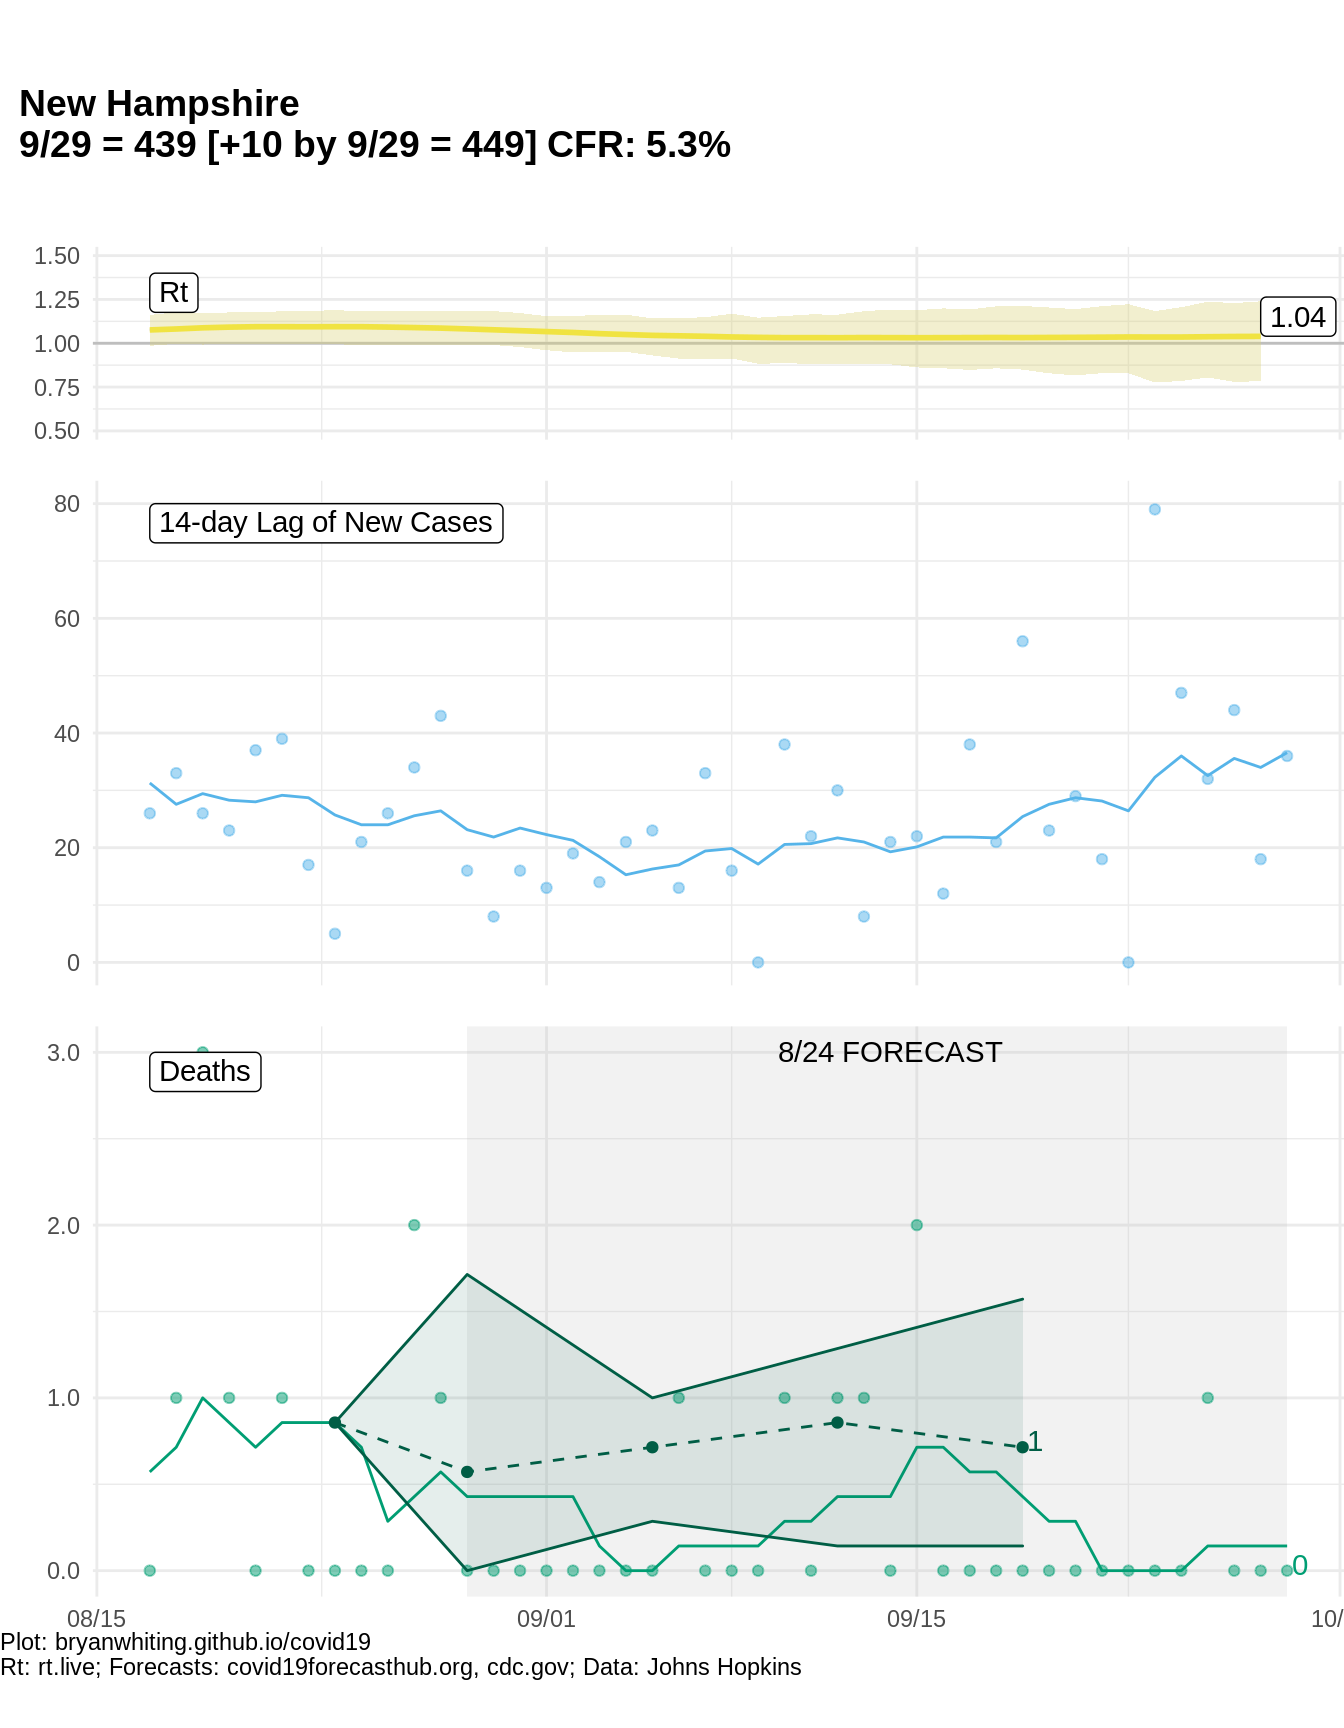 New Hampshire
9/29 = 439 [+10 by 9/29 = 449] CFR: 5.3%
1.50
1.25
1.00
0.75
0.50
Rt
1.04
80
60
40
20
0
14-day Lag of New Cases
3.0
2.0
1.0
0.0
Deaths
8/24 FORECAST
1
0
08/15
09/01
09/15
10/
Plot: bryanwhiting.github.io/covid19
Rt: rt.live; Forecasts: covid19forecasthub.org, cdc.gov; Data: Johns Hopkins